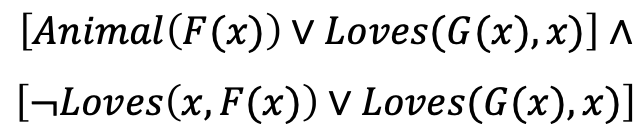 [Animal(F(x)) ∨ Loves(G(x), x)] ∧
[¬Loves(x, F(x)) ∨ Loves(G(x), x)]